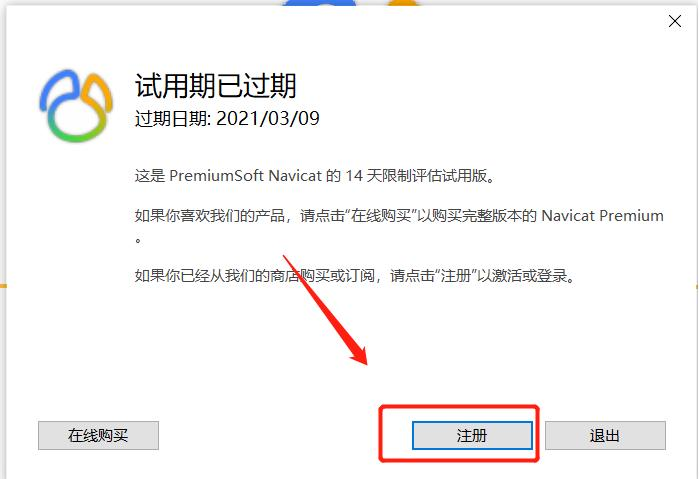 试用期已过期
过期日期: 2021/03/09
这是 PremiumSoft Navicat 的 14 天限制评估试用版。
如果你喜欢我们的产品，请点击“在线购买”以购买完整版本的 Navicat Premium
。
如果你已经从我们的商店购买或订阅，请点击“注册”以激活或登录。
在线购买
注册
退出